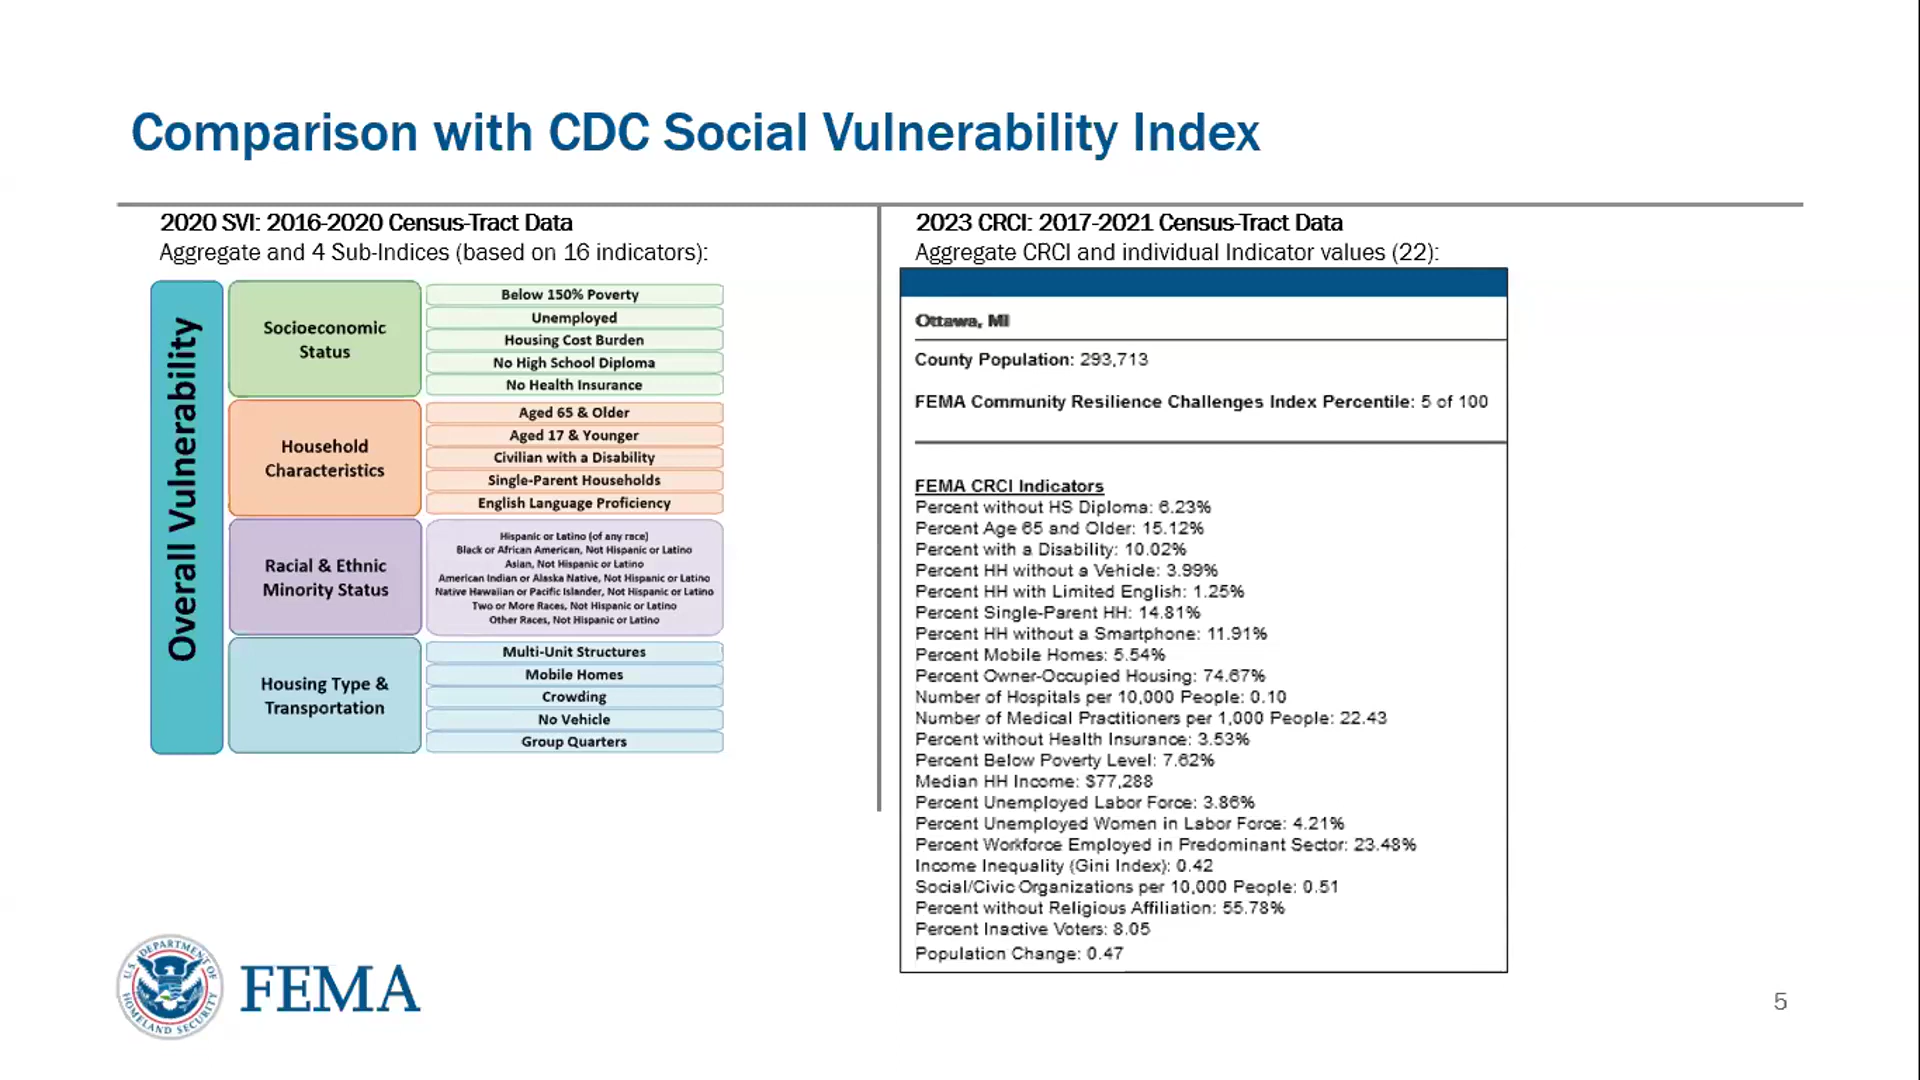 Comparison with CDC Social Vulnerability Index
2020 SVI: 2016-2020 Census-Tract Data
Aggregate and 4 Sub-Indices (based on 16 indicators):
Overall Vulnerability
Socioeconomic
Status
Below 150% Poverty
Unemployed
Housing Cost Burden
No High School Diploma
No Health Insurance
Household
Characteristics
Aged 65 & Older
Aged 17 & Younger
Civilian with a Disability
Single-Parent Households
English Language Proficiency
Racial & Ethnic
Minority Status
Hispanic or Latino (of any race)
Black or African American, Not Hispanic or Latino
Asian, Not Hispanic or Latino
American Indian or Alaska Native, Not Hispanic or Latino
Native Hawaiian or Pacific Islander, Not Hispanic or Latino
Two or More Races, Not Hispanic or Latino
Other Races, Not Hispanic or Latino
Housing Type &
Transportation
Multi-Unit Structures
Mobile Homes
Crowding
No Vehicle
Group Quarters
2023 CRCI: 2017-2021 Census-Tract Data
Aggregate CRCI and individual Indicator values (22):
Ottawa, MI
County Population: 293,713
FEMA Community Resilience Challenges Index Percentile: 5 of 100
FEMA CRCI Indicators
Percent without HS Diploma: 6.23%
Percent Age 65 and Older: 15.12%
Percent with a Disability: 10.02%
Percent HH without a Vehicle: 3.99%
Percent HH with Limited English: 1.25%
Percent Single-Parent HH: 14.81%
Percent HH without a Smartphone: 11.91%
Percent Mobile Homes: 5.54%
Percent Owner-Occupied Housing: 74.67%
Number of Hospitals per 10,000 People: 0.10
Number of Medical Practitioners per 1,000 People: 22.43
Percent without Health Insurance: 3.53%
Percent Below Poverty Level: 7.62%
Median HH Income: $77,288
Percent Unemployed Labor Force: 3.86%
Percent Unemployed Women in Labor Force: 4.21%
Percent Workforce Employed in Predominant Sector: 23.48%
Income Inequality (Gini Index): 0.42
Social/Civic Organizations per 10,000 People: 0.51
Percent without Religious Affiliation: 55.78%
Percent Inactive Voters: 8.05
Population Change: 0.47
U.S. DEPARTMENT OF
HOMELAND SECURITY
FEMA
5